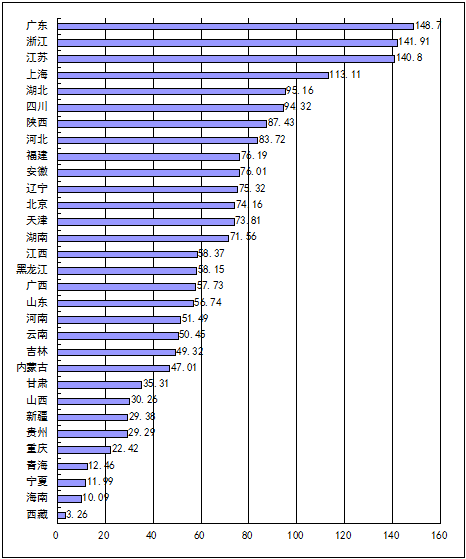 广东 148.7
浙江 141.91
江苏 140.8
上海 113.11
湖北 95.16
四川 94.32
陕西 87.43
河北 83.72
福建 76.19
安徽 76.01
辽宁 75.32
北京 74.16
天津 73.81
湖南 71.56
江西 58.37
黑龙江 58.15
广西 57.73
山东 56.74
河南 51.49
云南 50.45
吉林 49.32
内蒙古 47.01
甘肃 35.31
山西 30.26
新疆 29.38
贵州 29.29
重庆 22.42
青海 12.46
宁夏 11.99
海南 10.09
西藏 3.26
0 20 40 60 80 100 120 140 160